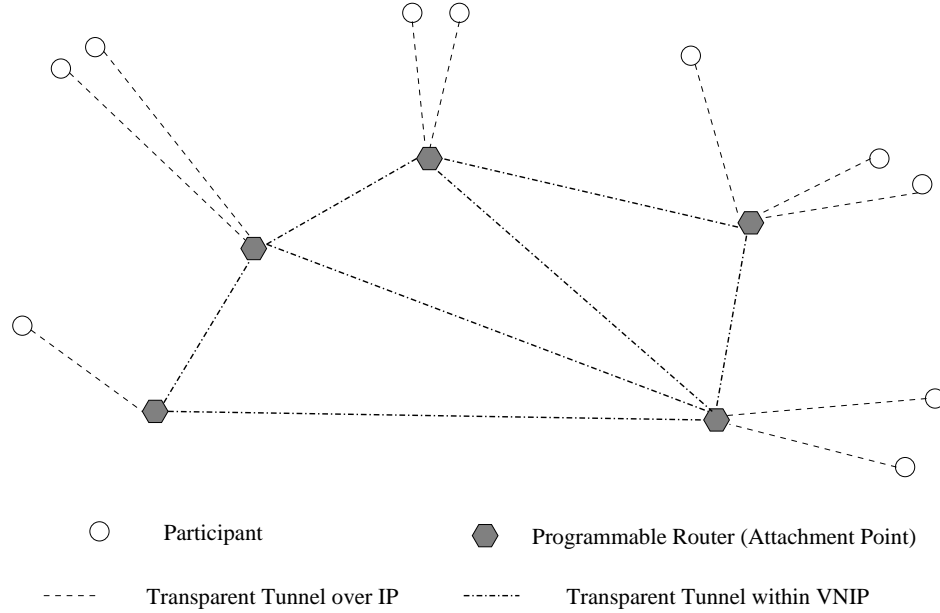 Participant
Programmable Router (Attachment Point)
Transparent Tunnel over IP
Transparent Tunnel within VNIP